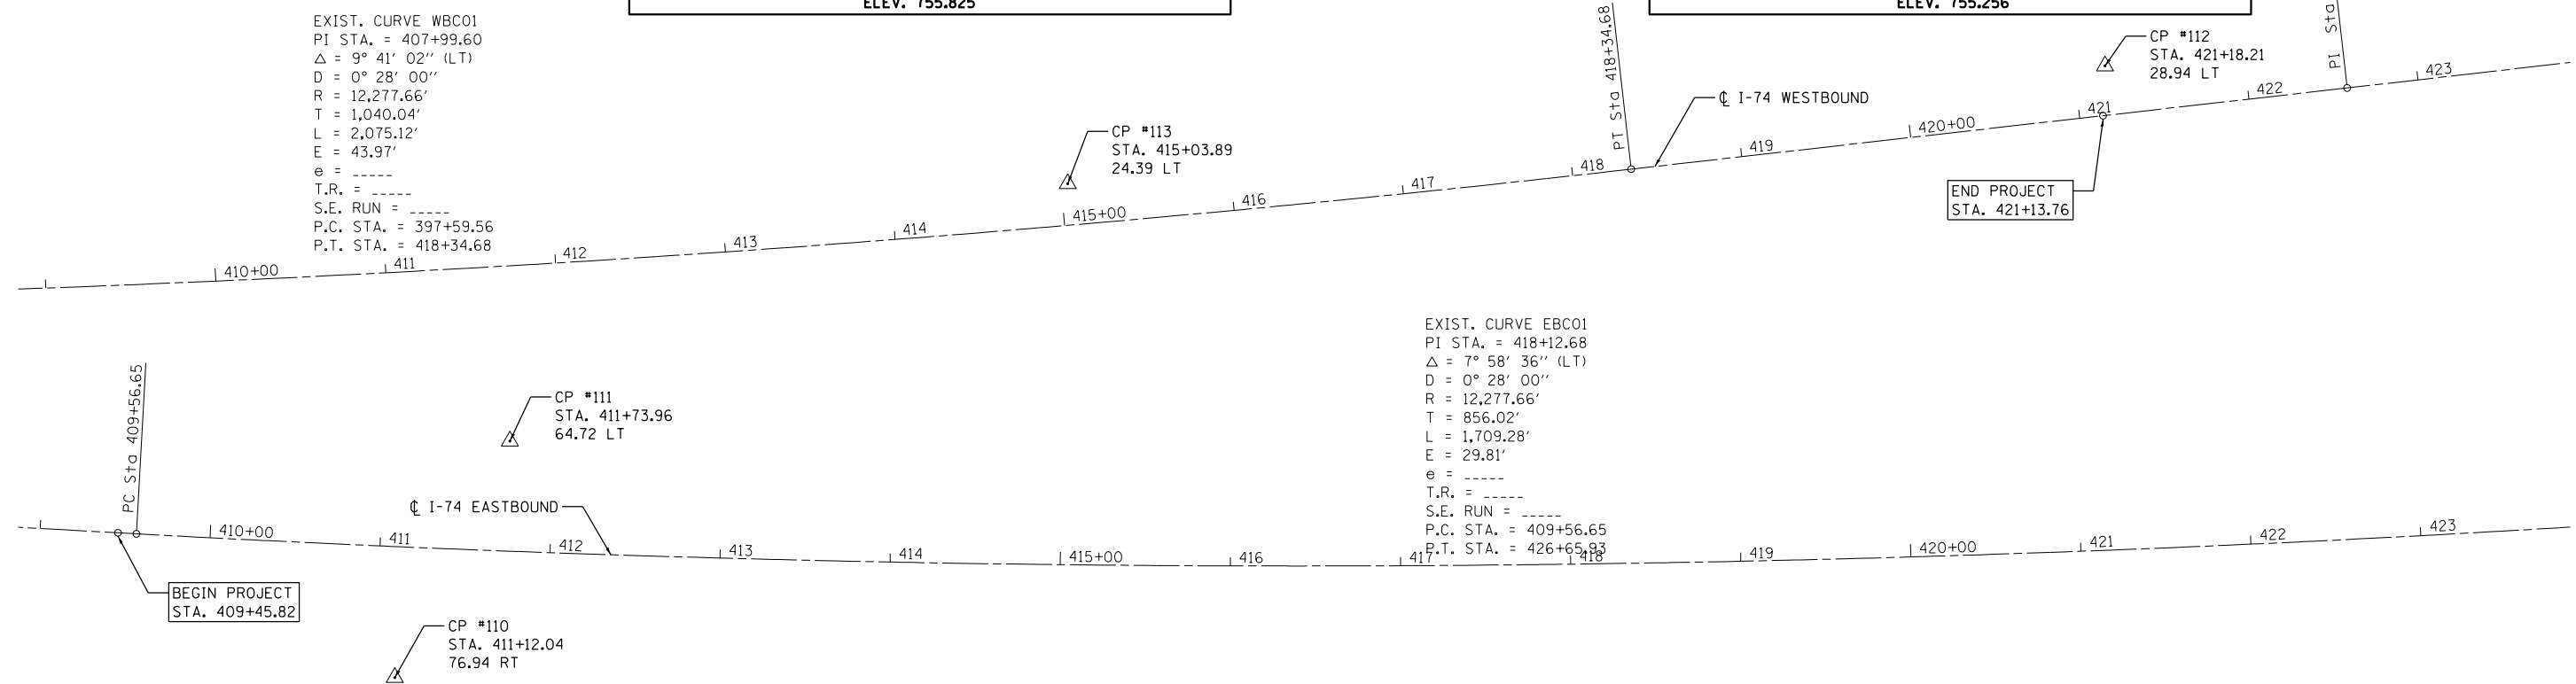 ELEV. 755.825
ELEV. 755.256
EXIST. CURVE WBC01
PI STA. = 407+99.60
Δ = 9° 41' 02'' (LT)
D = 0° 28' 00''
R = 12,277.66'
T = 1,040.04'
L = 2,075.12'
E = 43.97'
e = _____
T.R. = _____
S.E. RUN = _____
P.C. STA. = 397+59.56
P.T. STA. = 418+34.68
CP #113
STA. 415+03.89
24.39 LT
PT Sta 418+34.68
℄ I-74 WESTBOUND
CP #112
STA. 421+18.21
28.94 LT
PI Sta
END PROJECT
STA. 421+13.76
410+00
411
412
413
414
415+00
416
417
418
419
420+00
421
422
423
EXIST. CURVE EBC01
PI STA. = 418+12.68
Δ = 7° 58' 36'' (LT)
D = 0° 28' 00''
R = 12,277.66'
T = 856.02'
L = 1,709.28'
E = 29.81'
e = _____
T.R. = _____
S.E. RUN = _____
P.C. STA. = 409+56.65
P.T. STA. = 426+65.93
PC Sta 409+56.65
CP #111
STA. 411+73.96
64.72 LT
℄ I-74 EASTBOUND
410+00
411
412
413
414
415+00
416
417
418
419
420+00
421
422
423
BEGIN PROJECT
STA. 409+45.82
CP #110
STA. 411+12.04
76.94 RT